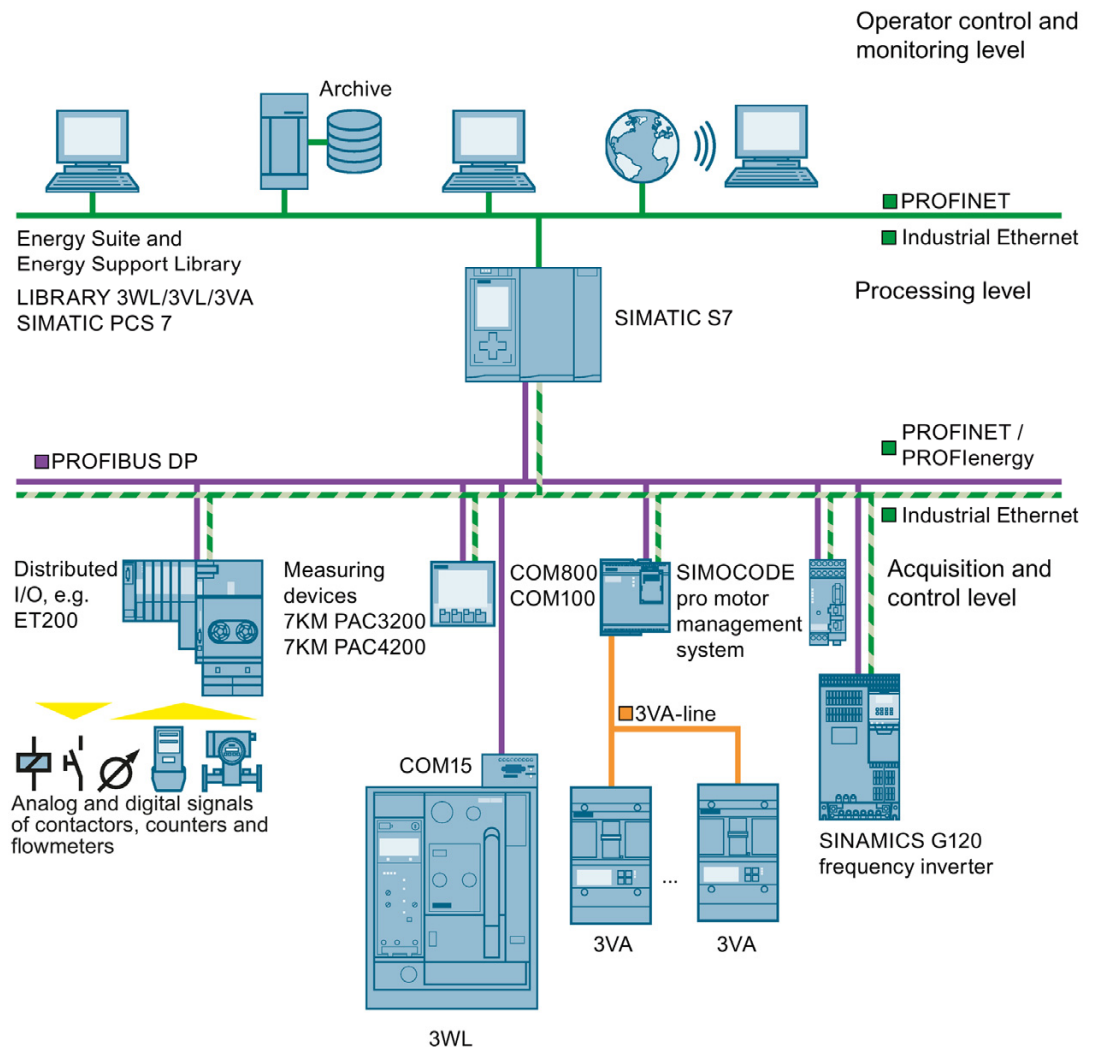 Operator control and
monitoring level
Archive
PROFINET
Industrial Ethernet
Energy Suite and
Energy Support Library
LIBRARY 3WL/3VL/3VA
SIMATIC PCS 7
Processing level
SIMATIC S7
PROFIBUS DP
PROFINET /
PROFIenergy
Industrial Ethernet
Distributed
I/O, e.g.
ET200
Measuring
devices
7KM PAC3200
7KM PAC4200
COM800
COM100
SIMOCODE
pro motor
management
system
Acquisition and
control level
3VA-line
COM15
Analog and digital signals
of contactors, counters and
flowmeters
SINAMICS G120
frequency inverter
...
3VA
3VA
3WL